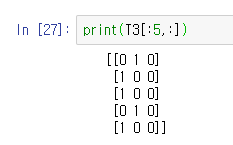 In [27]: print(T3[:5,:])
[[0 1 0]
[1 0 0]
[1 0 0]
[0 1 0]
[1 0 0]]